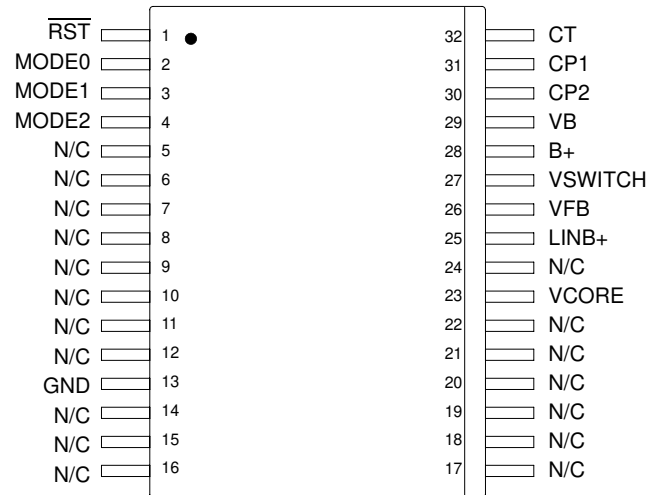 RST 1 32 CT
MODE0 2 31 CP1
MODE1 3 30 CP2
MODE2 4 29 VB
N/C 5 28 B+
N/C 6 27 VSWITCH
N/C 7 26 VFB
N/C 8 25 LINB+
N/C 9 24 N/C
N/C 10 23 VCORE
N/C 11 22 N/C
N/C 12 21 N/C
GND 13 20 N/C
N/C 14 19 N/C
N/C 15 18 N/C
N/C 16 17 N/C